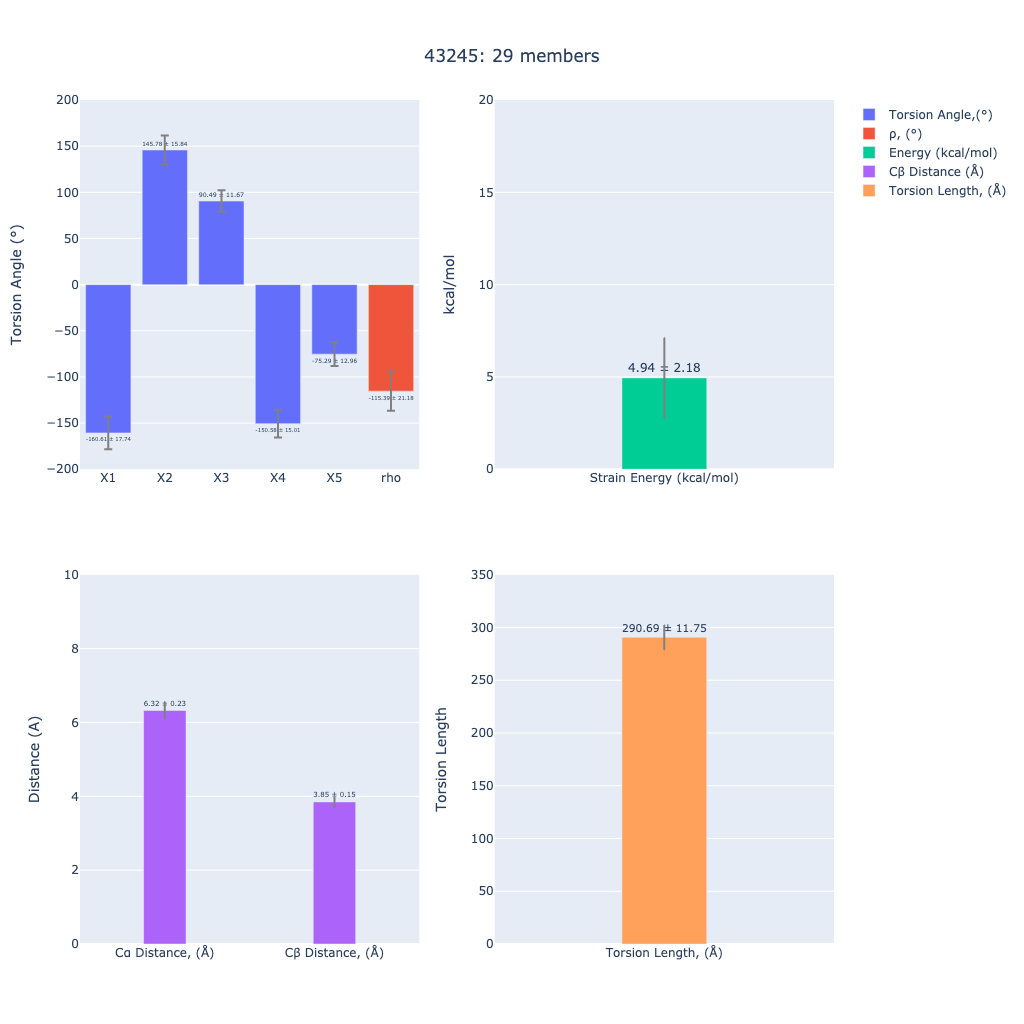 43245: 29 members
Torsion Angle (°)
200
150
100
50
0
−50
−100
−150
−200
-160.61 ± 17.74
145.78 ± 15.84
90.49 ± 11.67
-150.58 ± 15.01
-75.29 ± 12.96
-115.39 ± 21.18
X1 X2 X3 X4 X5 rho
kcal/mol
20
15
10
5
0
4.94 ± 2.18
Strain Energy (kcal/mol)
Torsion Angle,(°)
ρ, (°)
Energy (kcal/mol)
Cβ Distance (Å)
Torsion Length, (Å)
Distance (A)
10
8
6
4
2
0
6.32 ± 0.23
3.85 ± 0.15
Cα Distance, (Å) Cβ Distance, (Å)
Torsion Length
350
300
250
200
150
100
50
0
290.69 ± 11.75
Torsion Length, (Å)